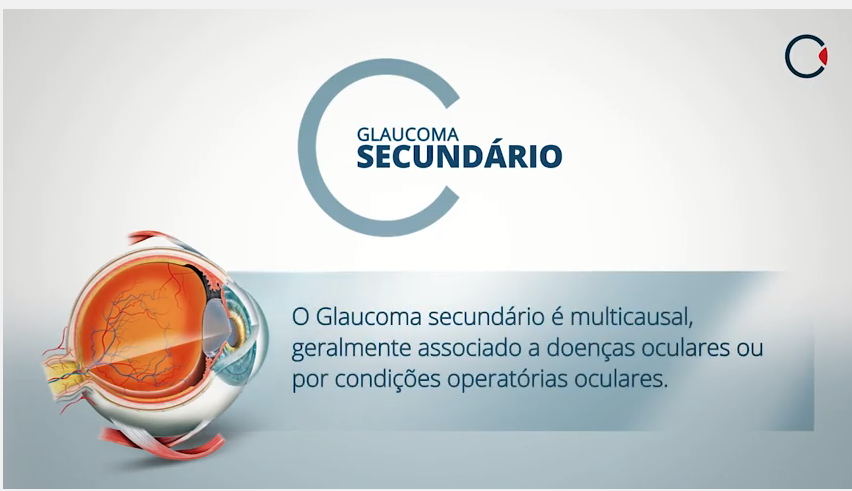 GLAUCOMA
SECUNDÁRIO
O Glaucoma secundário é multicausal,
geralmente associado a doenças oculares ou
por condições operatórias oculares.